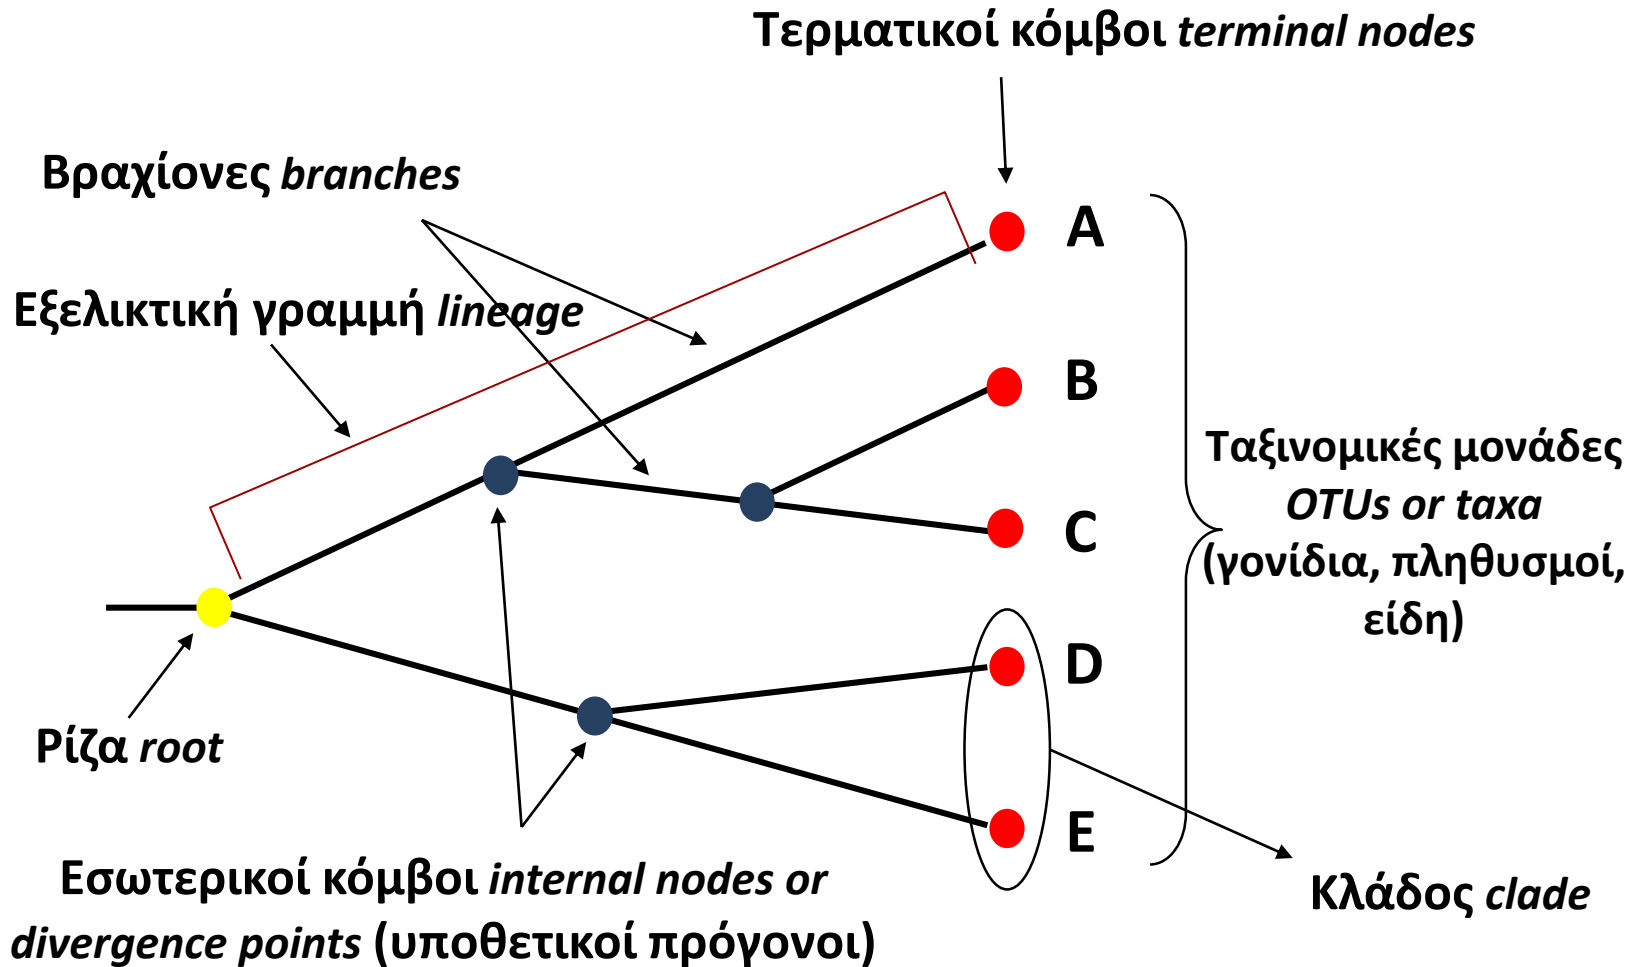 Τερματικοί κόμβοι terminal nodes
Βραχίονες branches
Εξελικτική γραμμή lineage
A
B
C
D
E
Ταξινομικές μονάδες
OTUs or taxa
(γονίδια, πληθυσμοί,
είδη)
Ρίζα root
Εσωτερικοί κόμβοι internal nodes or
divergence points (υποθετικοί πρόγονοι)
Κλάδος clade